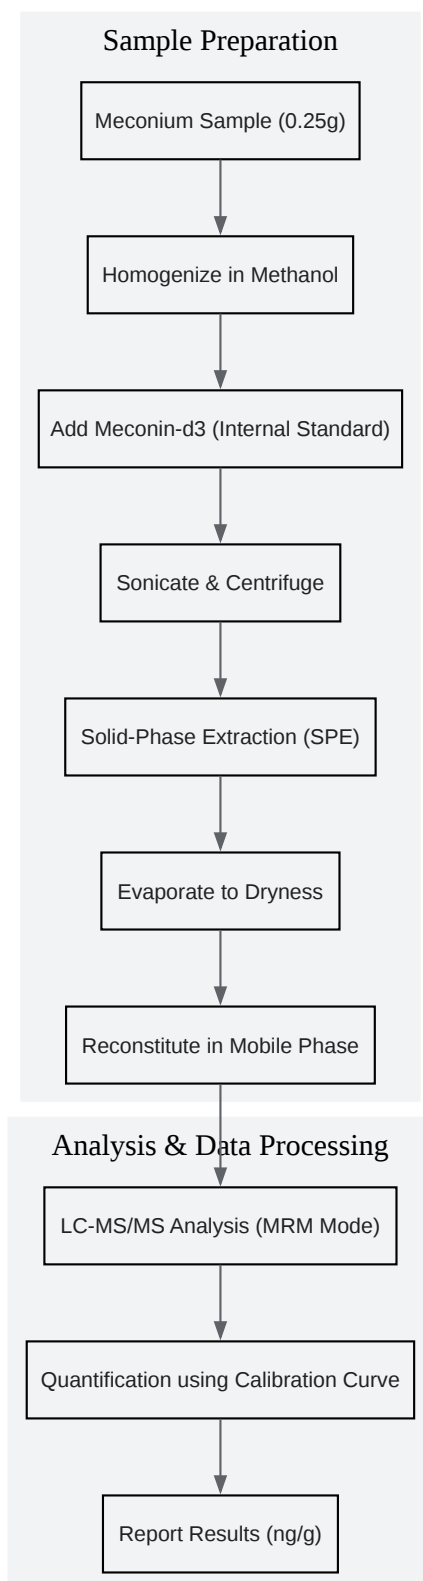 Sample Preparation
Meconium Sample (0.25g)
Homogenize in Methanol
Add Meconin-d3 (Internal Standard)
Sonicate & Centrifuge
Solid-Phase Extraction (SPE)
Evaporate to Dryness
Reconstitute in Mobile Phase
Analysis & Data Processing
LC-MS/MS Analysis (MRM Mode)
Quantification using Calibration Curve
Report Results (ng/g)